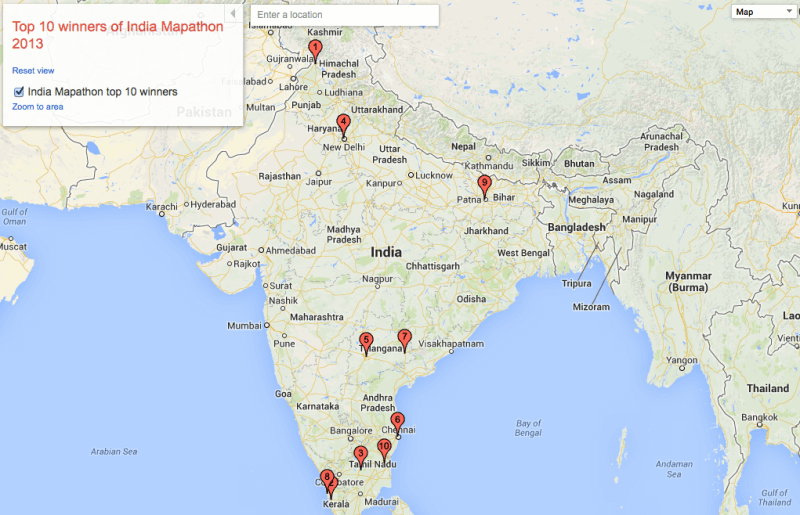 Top 10 winners of India Mapathon
2013
Reset view
India Mapathon top 10 winners
Zoom to area
Enter a location
Map
Kashmir
1
Gujranwala
Himachal
Pradesh
Lahore
Ludhiana
Multan
Punjab
Uttarakhand
Pakistan
4
Haryana
New Delhi
Nepal
Uttar
Pradesh
Kathmandu
Sikkim
Bhutan
Arunachal
Pradesh
Rajasthan
Jaipur
Lucknow
Kanpur
9
Patna
Bihar
Assam
Nagaland
Meghalaya
Manipur
Karachi
Hyderabad
Gulf of
Oman
Muscat
Madhya
Pradesh
Jharkhand
Bangladesh
Gujarat
Ahmedabad
India
West Bengal
Rajkot
Chhattisgarh
Surat
Nagpur
Tripura
Myanmar
(Burma)
Nashik
Odisha
Mizoram
Maharashtra
Mumbai
Pune
5
7
Telangana
Visakhapatnam
Yangon
Laos
Vientiane
Thailand
Goa
Karnataka
Andhra
Pradesh
6
Chennai
Bangalore
Bay of
Bengal
Bangkok
Arabian Sea
10
3
Tamil Nadu
Andaman
Sea
8
2
Coimbatore
Kerala
Madurai
Gulf of
Thailand